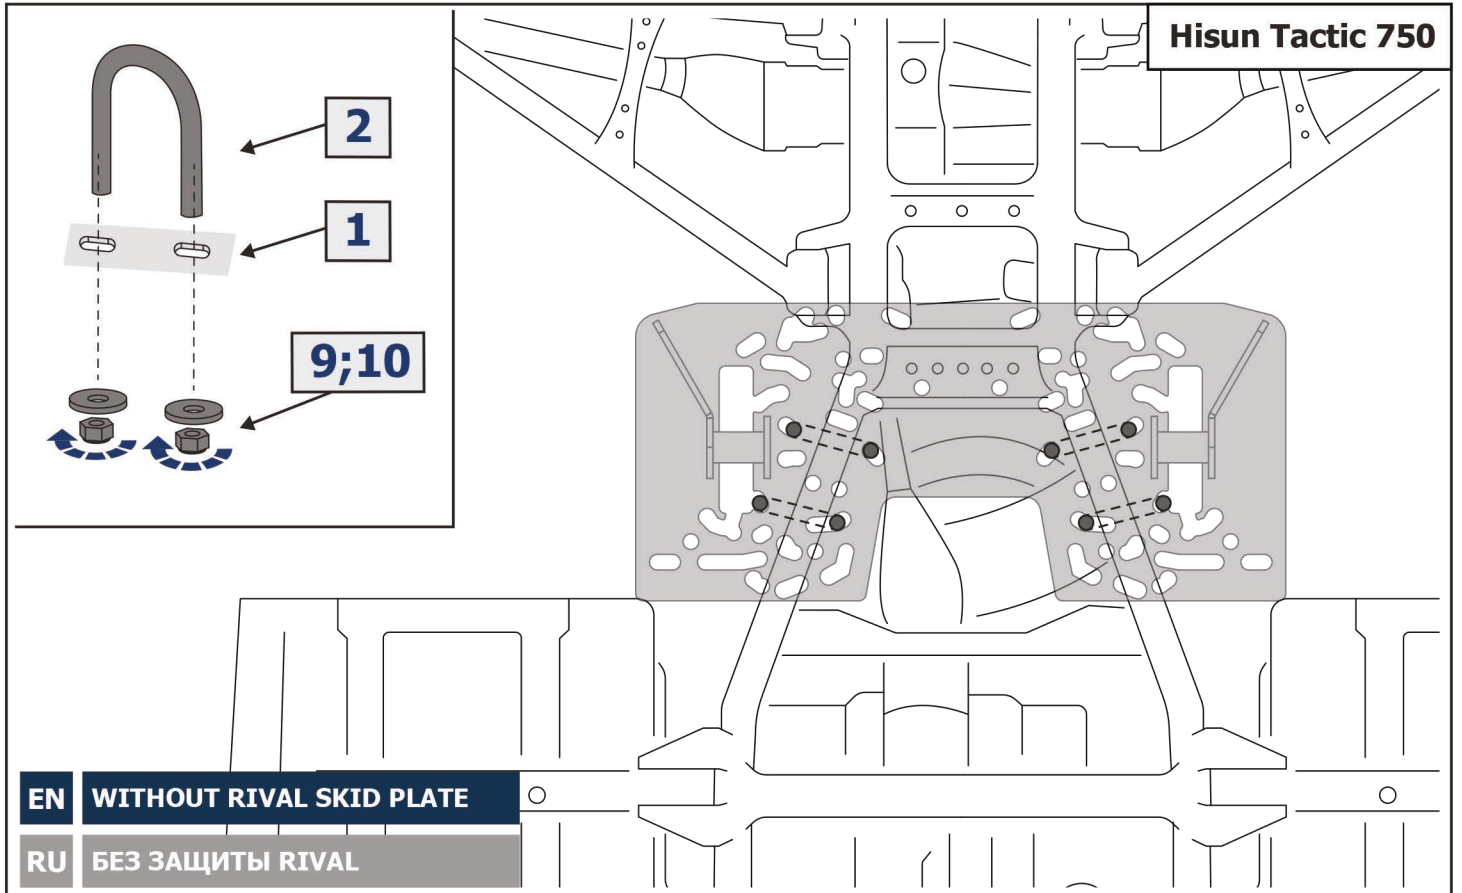 Hisun Tactic 750
2
1
9;10
EN WITHOUT RIVAL SKID PLATE
RU БЕЗ ЗАЩИТЫ RIVAL